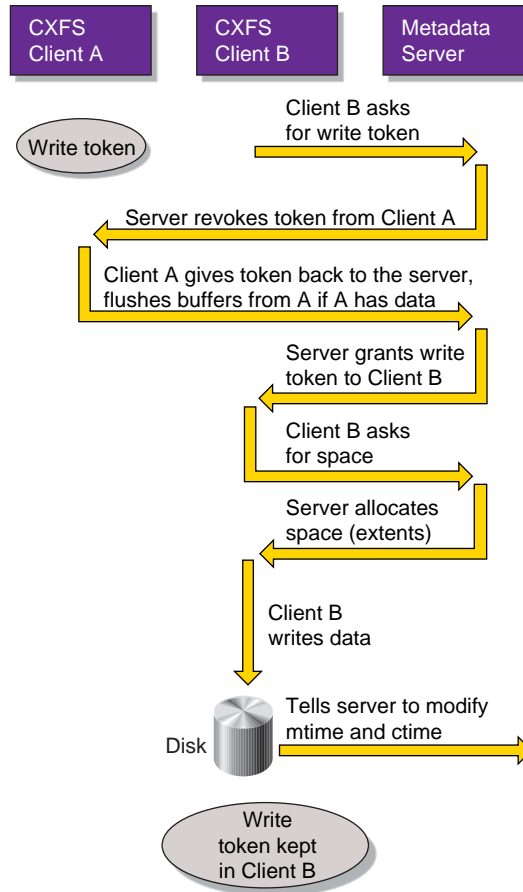 CXFS
Client A
CXFS
Client B
Metadata
Server
Write token
Client B asks
for write token
Server revokes token from Client A
Client A gives token back to the server,
flushes buffers from A if A has data
Server grants write
token to Client B
Client B asks
for space
Server allocates
space (extents)
Client B
writes data
Tells server to modify
mtime and ctime
Disk
Write
token kept
in Client B